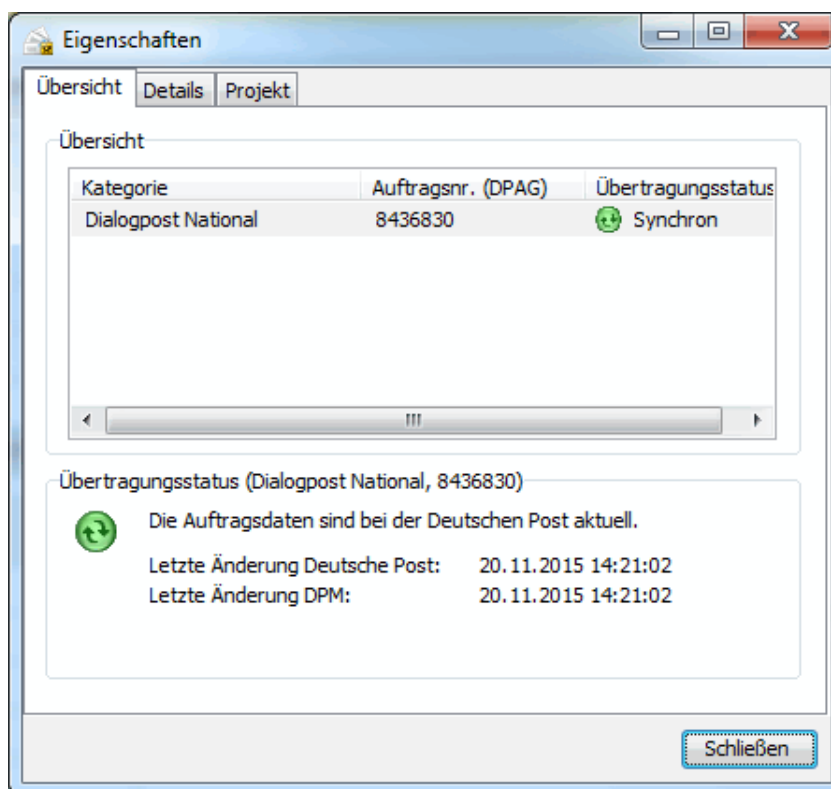 Eigenschaften
Übersicht Details Projekt
Übersicht
Kategorie Auftragsnr. (DPAG) Übertragungsstatus
Dialogpost National 8436830 Synchron
Übertragungsstatus (Dialogpost National, 8436830)
Die Auftragsdaten sind bei der Deutschen Post aktuell.
Letzte Änderung Deutsche Post: 20.11.2015 14:21:02
Letzte Änderung DPM: 20.11.2015 14:21:02
Schließen